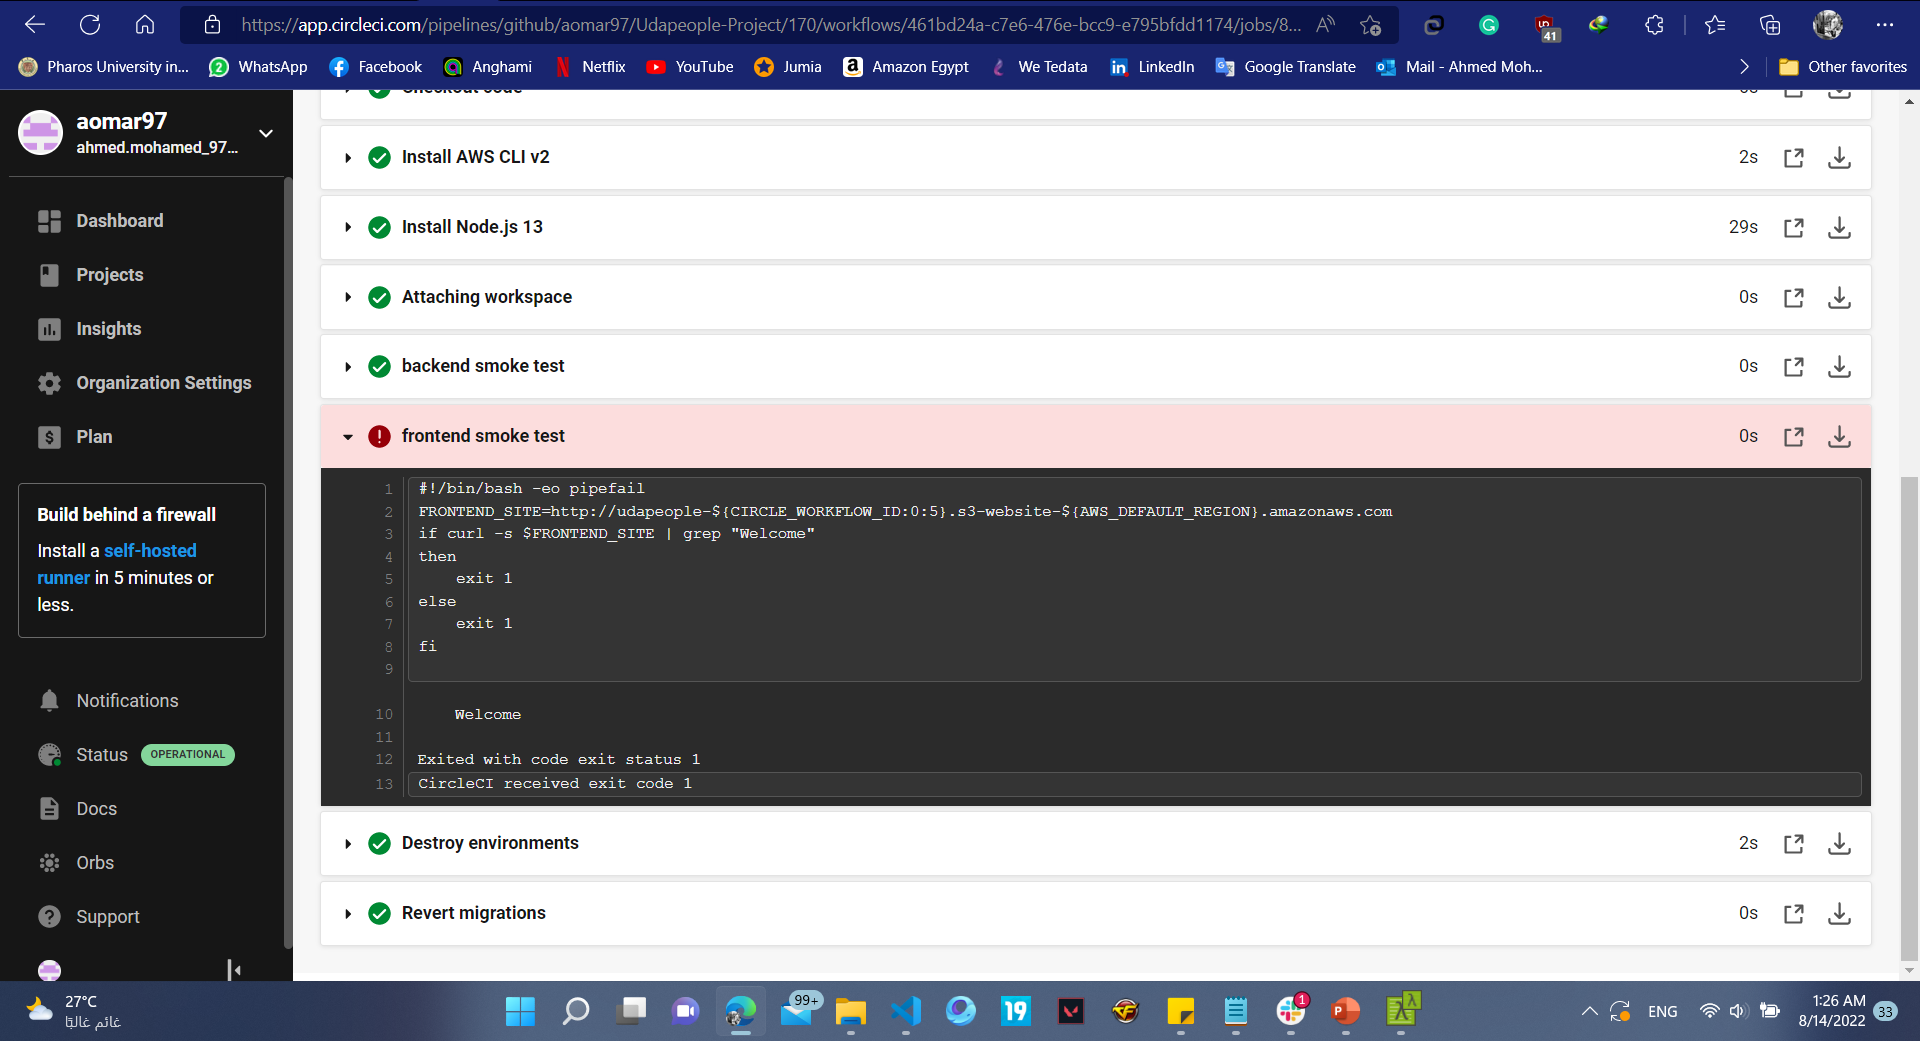 https://app.circleci.com/pipelines/github/aomar97/Udapeople-Project/170/workflows/461bd24a-c7e6-476e-bcc9-e795bfdd1174/jobs/8...
41
Pharos University in...
WhatsApp
Facebook
Anghami
Netflix
YouTube
Jumia
Amazon Egypt
We Tedata
LinkedIn
Google Translate
Mail - Ahmed Moh...
Other favorites
aomar97
ahmed.mohamed_97...
Dashboard
Projects
Insights
Organization Settings
Plan
Build behind a firewall
Install a self-hosted
runner in 5 minutes or
less.
Notifications
Status OPERATIONAL
Docs
Orbs
Support
Checkout code 0s
Install AWS CLI v2 2s
Install Node.js 13 29s
Attaching workspace 0s
backend smoke test 0s
frontend smoke test 0s
1 #!/bin/bash -eo pipefail
2 FRONTEND_SITE=http://udapeople-${CIRCLE_WORKFLOW_ID:0:5}.s3-website-${AWS_DEFAULT_REGION}.amazonaws.com
3 if curl -s $FRONTEND_SITE | grep "Welcome"
4 then
5 exit 1
6 else
7 exit 1
8 fi
9
10 Welcome
11
12 Exited with code exit status 1
13 CircleCI received exit code 1
Destroy environments 2s
Revert migrations 0s
27°C
غائم غالبًا
99+
19
1
ENG
1:26 AM
8/14/2022
33